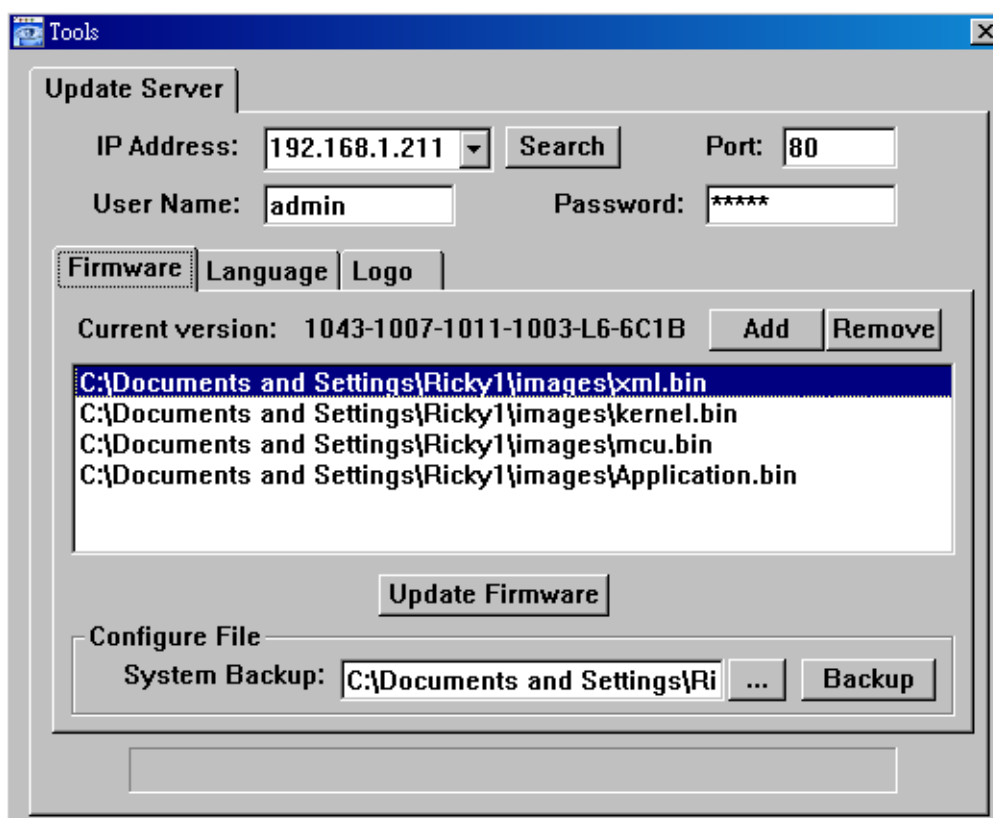 Tools
Update Server
IP Address: 192.168.1.211 Search Port: 80
User Name: admin Password: *****
Firmware Language Logo
Current version: 1043-1007-1011-1003-L6-6C1B Add Remove
C:\Documents and Settings\Ricky1\images\xml.bin
C:\Documents and Settings\Ricky1\images\kernel.bin
C:\Documents and Settings\Ricky1\images\mcu.bin
C:\Documents and Settings\Ricky1\images\Application.bin
Update Firmware
Configure File
System Backup: C:\Documents and Settings\Ri ... Backup